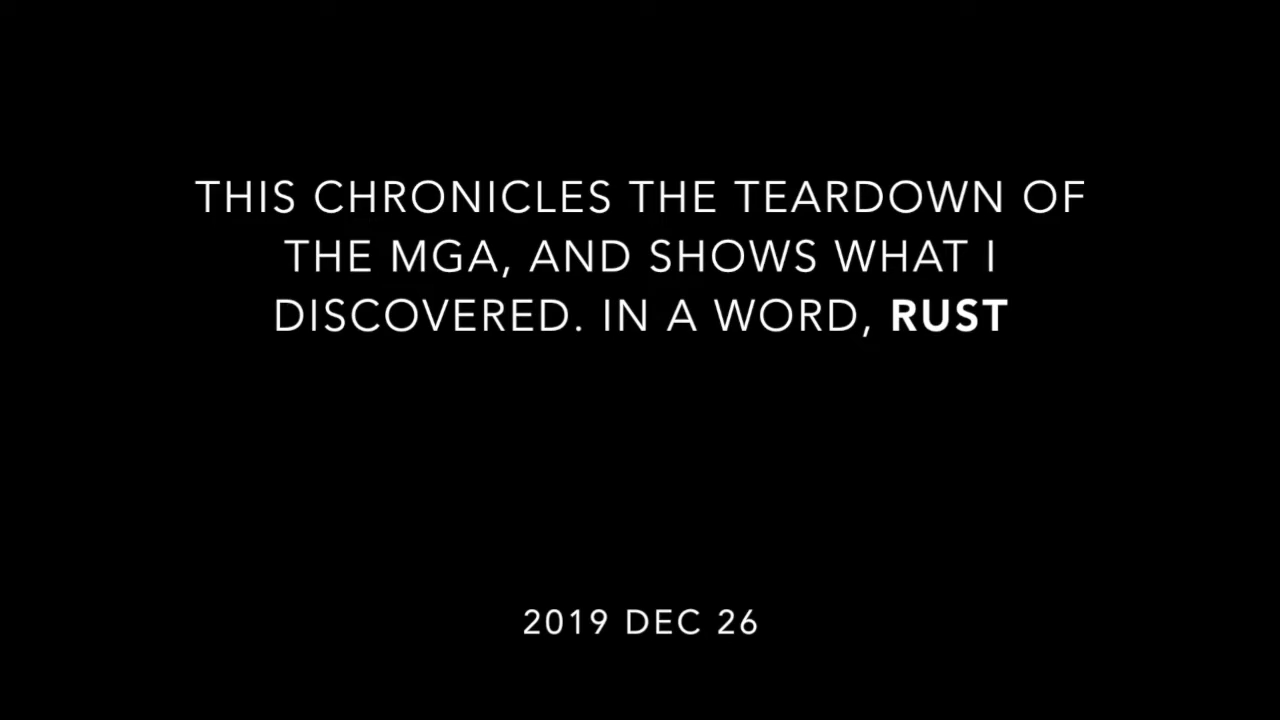 THIS CHRONICLES THE TEARDOWN OF
THE MGA, AND SHOWS WHAT I
DISCOVERED. IN A WORD, RUST
2019 DEC 26